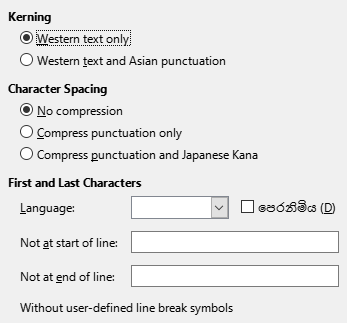 Kerning
Western text only
Western text and Asian punctuation
Character Spacing
No compression
Compress punctuation only
Compress punctuation and Japanese Kana
First and Last Characters
Language: පෙරනිමිය (D)
Not at start of line:
Not at end of line:
Without user-defined line break symbols